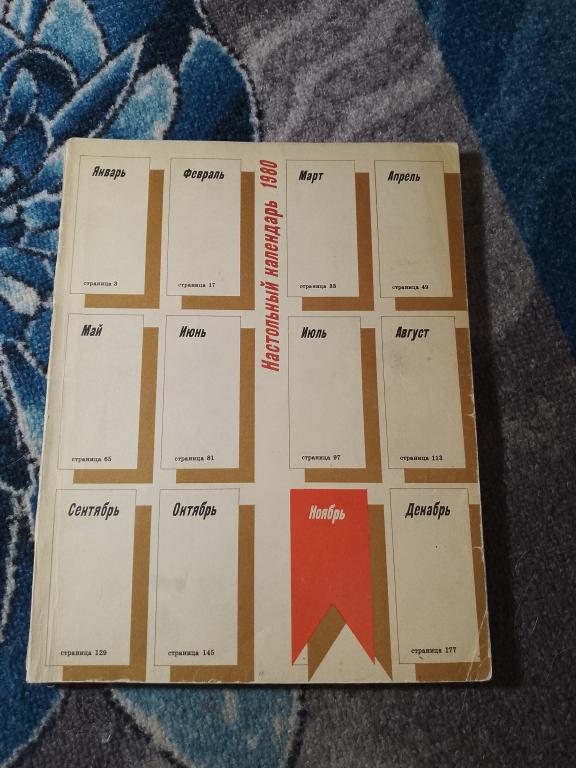 Январь
страница 3
Февраль
страница 17
Настольный календарь 1980
Март
страница 33
Апрель
страница 49
Май
страница 65
Июнь
страница 81
Июль
страница 97
Август
страница 113
Сентябрь
страница 129
Октябрь
страница 145
Ноябрь
Декабрь
страница 177